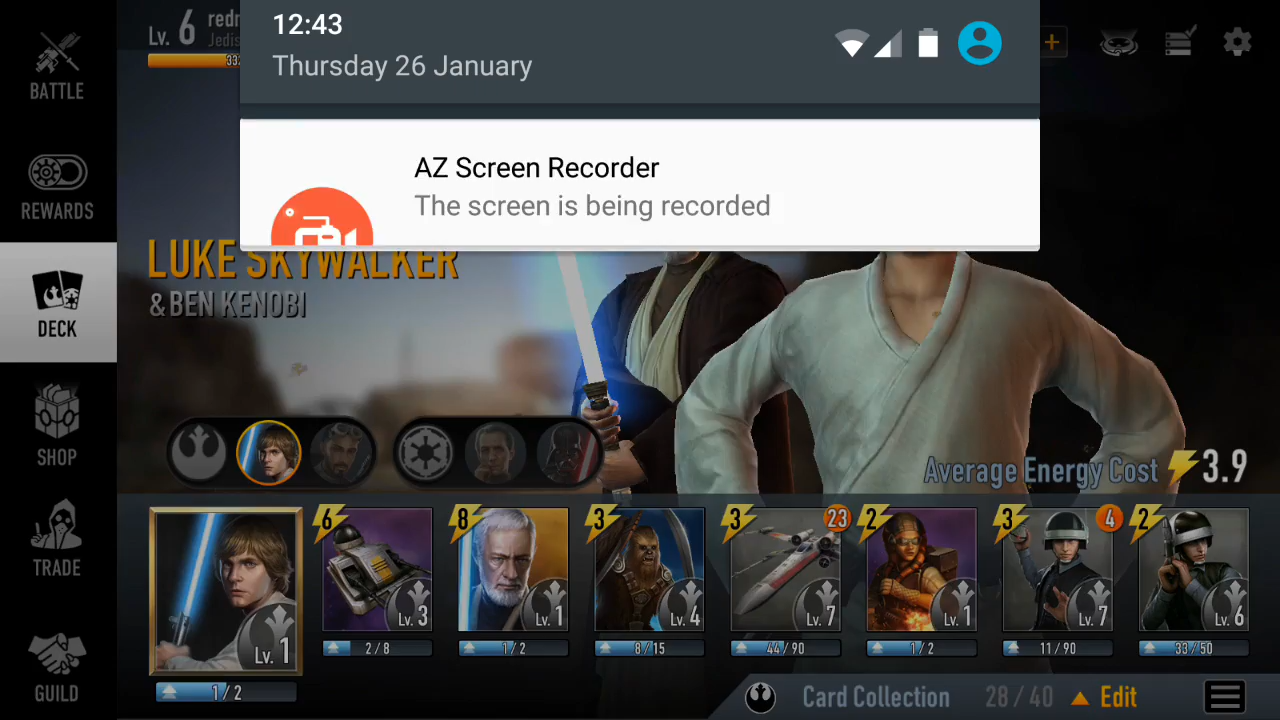 12:43
Thursday 26 January
AZ Screen Recorder
The screen is being recorded
Lv. 6
BATTLE
REWARDS
DECK
SHOP
TRADE
GUILD
LUKE SKYWALKER
& BEN KENOBI
Average Energy Cost 3.9
6 8 3 3 23 2 3 4 2
Lv. 1 Lv. 3 Lv. 1 Lv. 4 Lv. 7 Lv. 1 Lv. 7 Lv. 6
2/8 1/2 8/15 44/90 1/2 11/90 33/50
1/2
Card Collection 28/40 Edit